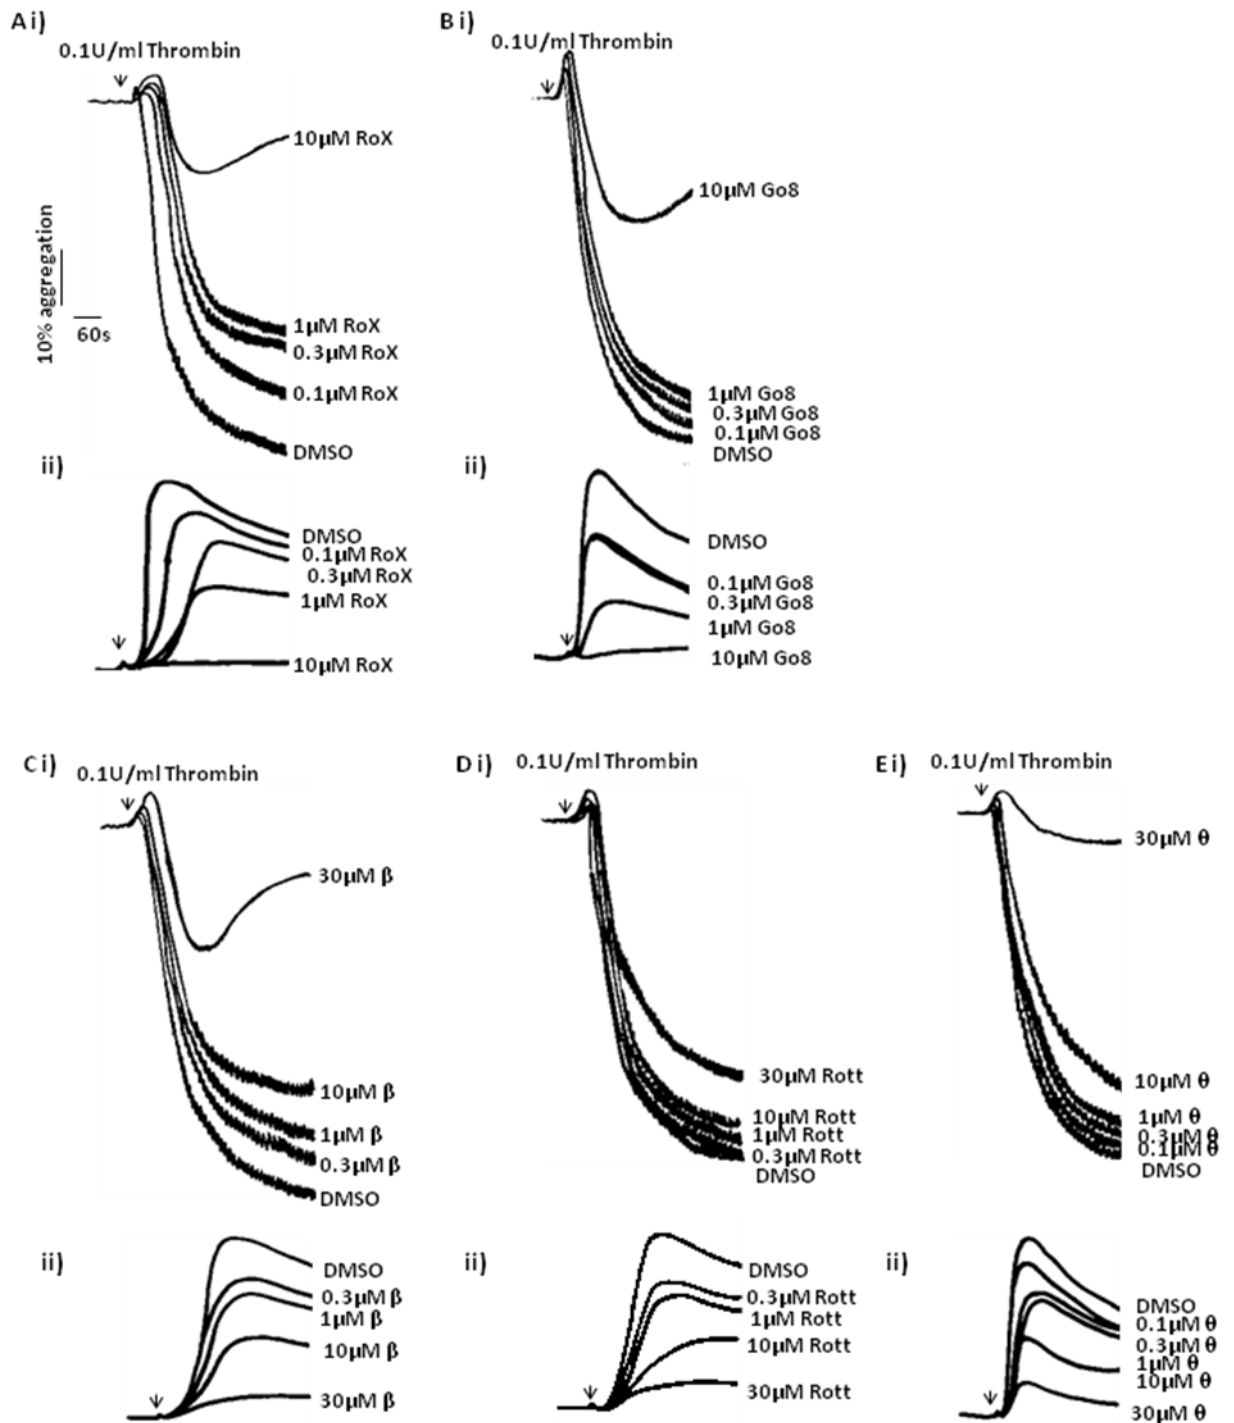 A i)
0.1U/ml Thrombin
10µM RoX
10% aggregation
60s
1µM RoX
0.3µM RoX
0.1µM RoX
DMSO
ii)
DMSO
0.1µM RoX
0.3µM RoX
1µM RoX
10µM RoX
B i)
0.1U/ml Thrombin
10µM Go8
1µM Go8
0.3µM Go8
0.1µM Go8
DMSO
ii)
DMSO
0.1µM Go8
0.3µM Go8
1µM Go8
10µM Go8
C i)
0.1U/ml Thrombin
30µM β
10µM β
1µM β
0.3µM β
DMSO
ii)
DMSO
0.3µM β
1µM β
10µM β
30µM β
D i)
0.1U/ml Thrombin
30µM Rott
10µM Rott
1µM Rott
0.3µM Rott
DMSO
ii)
DMSO
0.3µM Rott
1µM Rott
10µM Rott
30µM Rott
E i)
0.1U/ml Thrombin
30µM θ
10µM θ
1µM θ
0.3µM θ
0.1µM θ
DMSO
ii)
DMSO
0.1µM θ
0.3µM θ
1µM θ
10µM θ
30µM θ